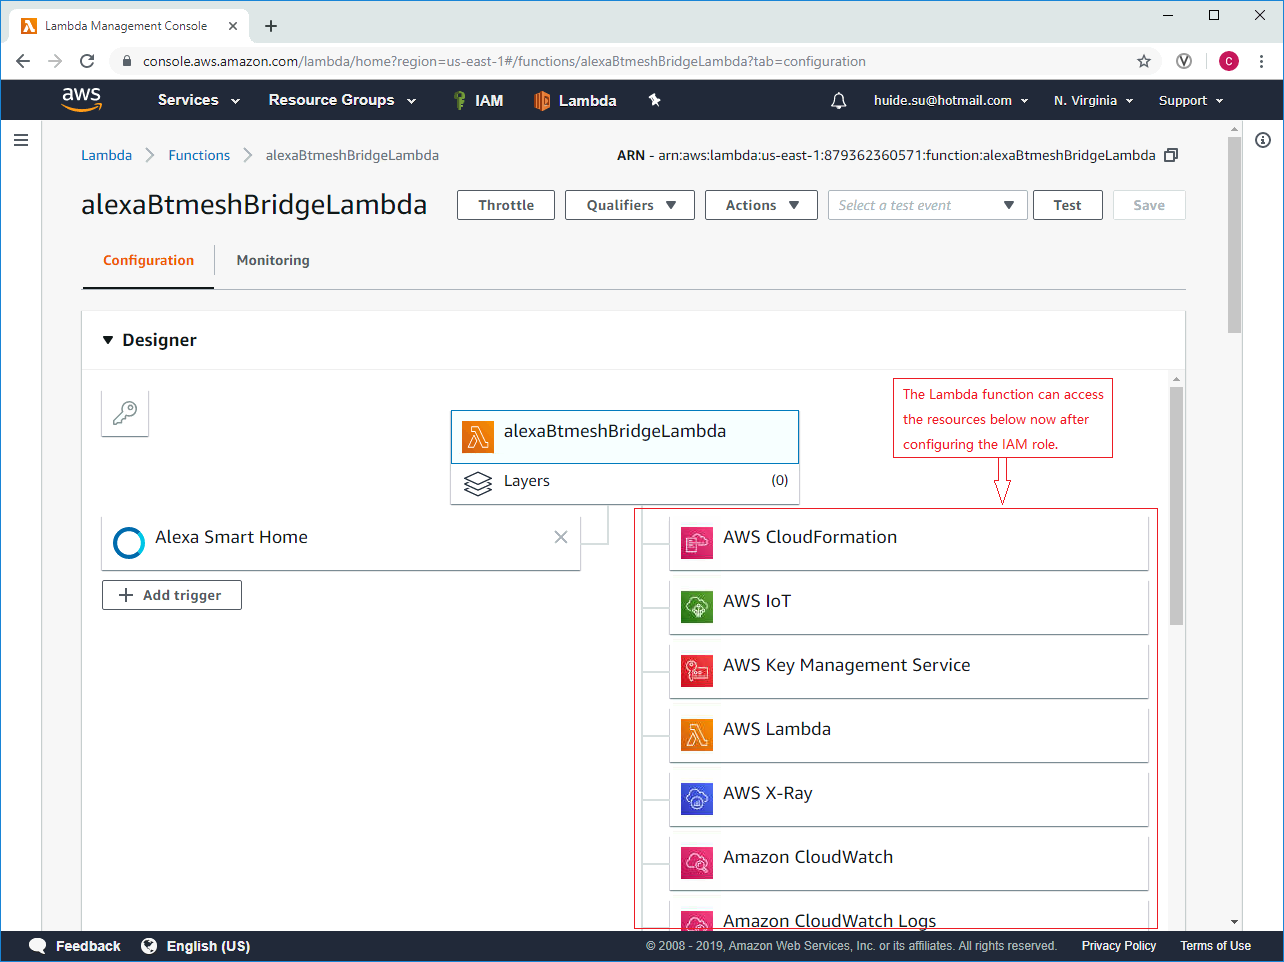 Lambda Management Console
console.aws.amazon.com/lambda/home?region=us-east-1#/functions/alexaBtmeshBridgeLambda?tab=configuration
C
aws Services Resource Groups IAM Lambda huide.su@hotmail.com N. Virginia Support
Lambda Functions alexaBtmeshBridgeLambda ARN - arn:aws:lambda:us-east-1:879362360571:function:alexaBtmeshBridgeLambda
alexaBtmeshBridgeLambda Throttle Qualifiers Actions Select a test event Test Save
Configuration Monitoring
Designer
The Lambda function can access
the resources below now after
configuring the IAM role.
alexaBtmeshBridgeLambda
Layers (0)
Alexa Smart Home
Add trigger
AWS CloudFormation
AWS IoT
AWS Key Management Service
AWS Lambda
AWS X-Ray
Amazon CloudWatch
Amazon CloudWatch Logs
Feedback English (US) © 2008 - 2019, Amazon Web Services, Inc. or its affiliates. All rights reserved. Privacy Policy Terms of Use